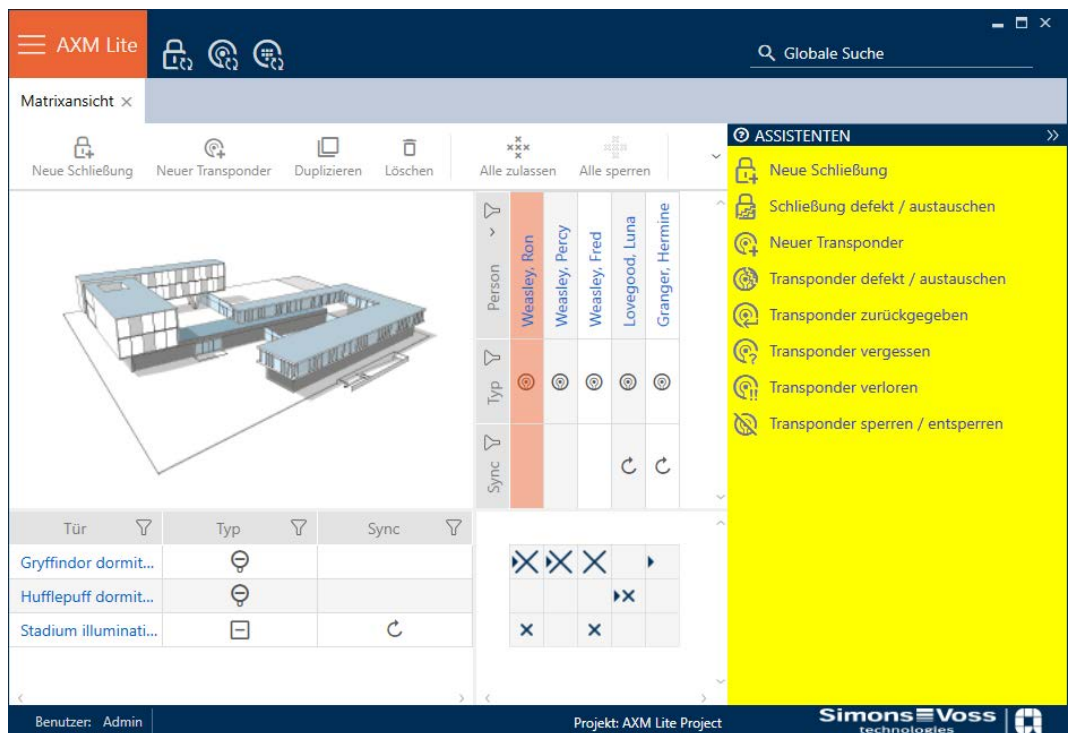 AXM Lite
Globale Suche
Matrixansicht
Neue Schließung
Neuer Transponder
Duplizieren
Löschen
Alle zulassen
Alle sperren
Person
Weasley, Ron
Weasley, Percy
Weasley, Fred
Lovegood, Luna
Granger, Hermine
Typ
Sync
Tür
Typ
Sync
Gryffindor dormit...
Hufflepuff dormit...
Stadium illuminati...
ASSISTENTEN
Neue Schließung
Schließung defekt / austauschen
Neuer Transponder
Transponder defekt / austauschen
Transponder zurückgegeben
Transponder vergessen
Transponder verloren
Transponder sperren / entsperren
Benutzer: Admin
Projekt: AXM Lite Project
Simons Voss
technologies